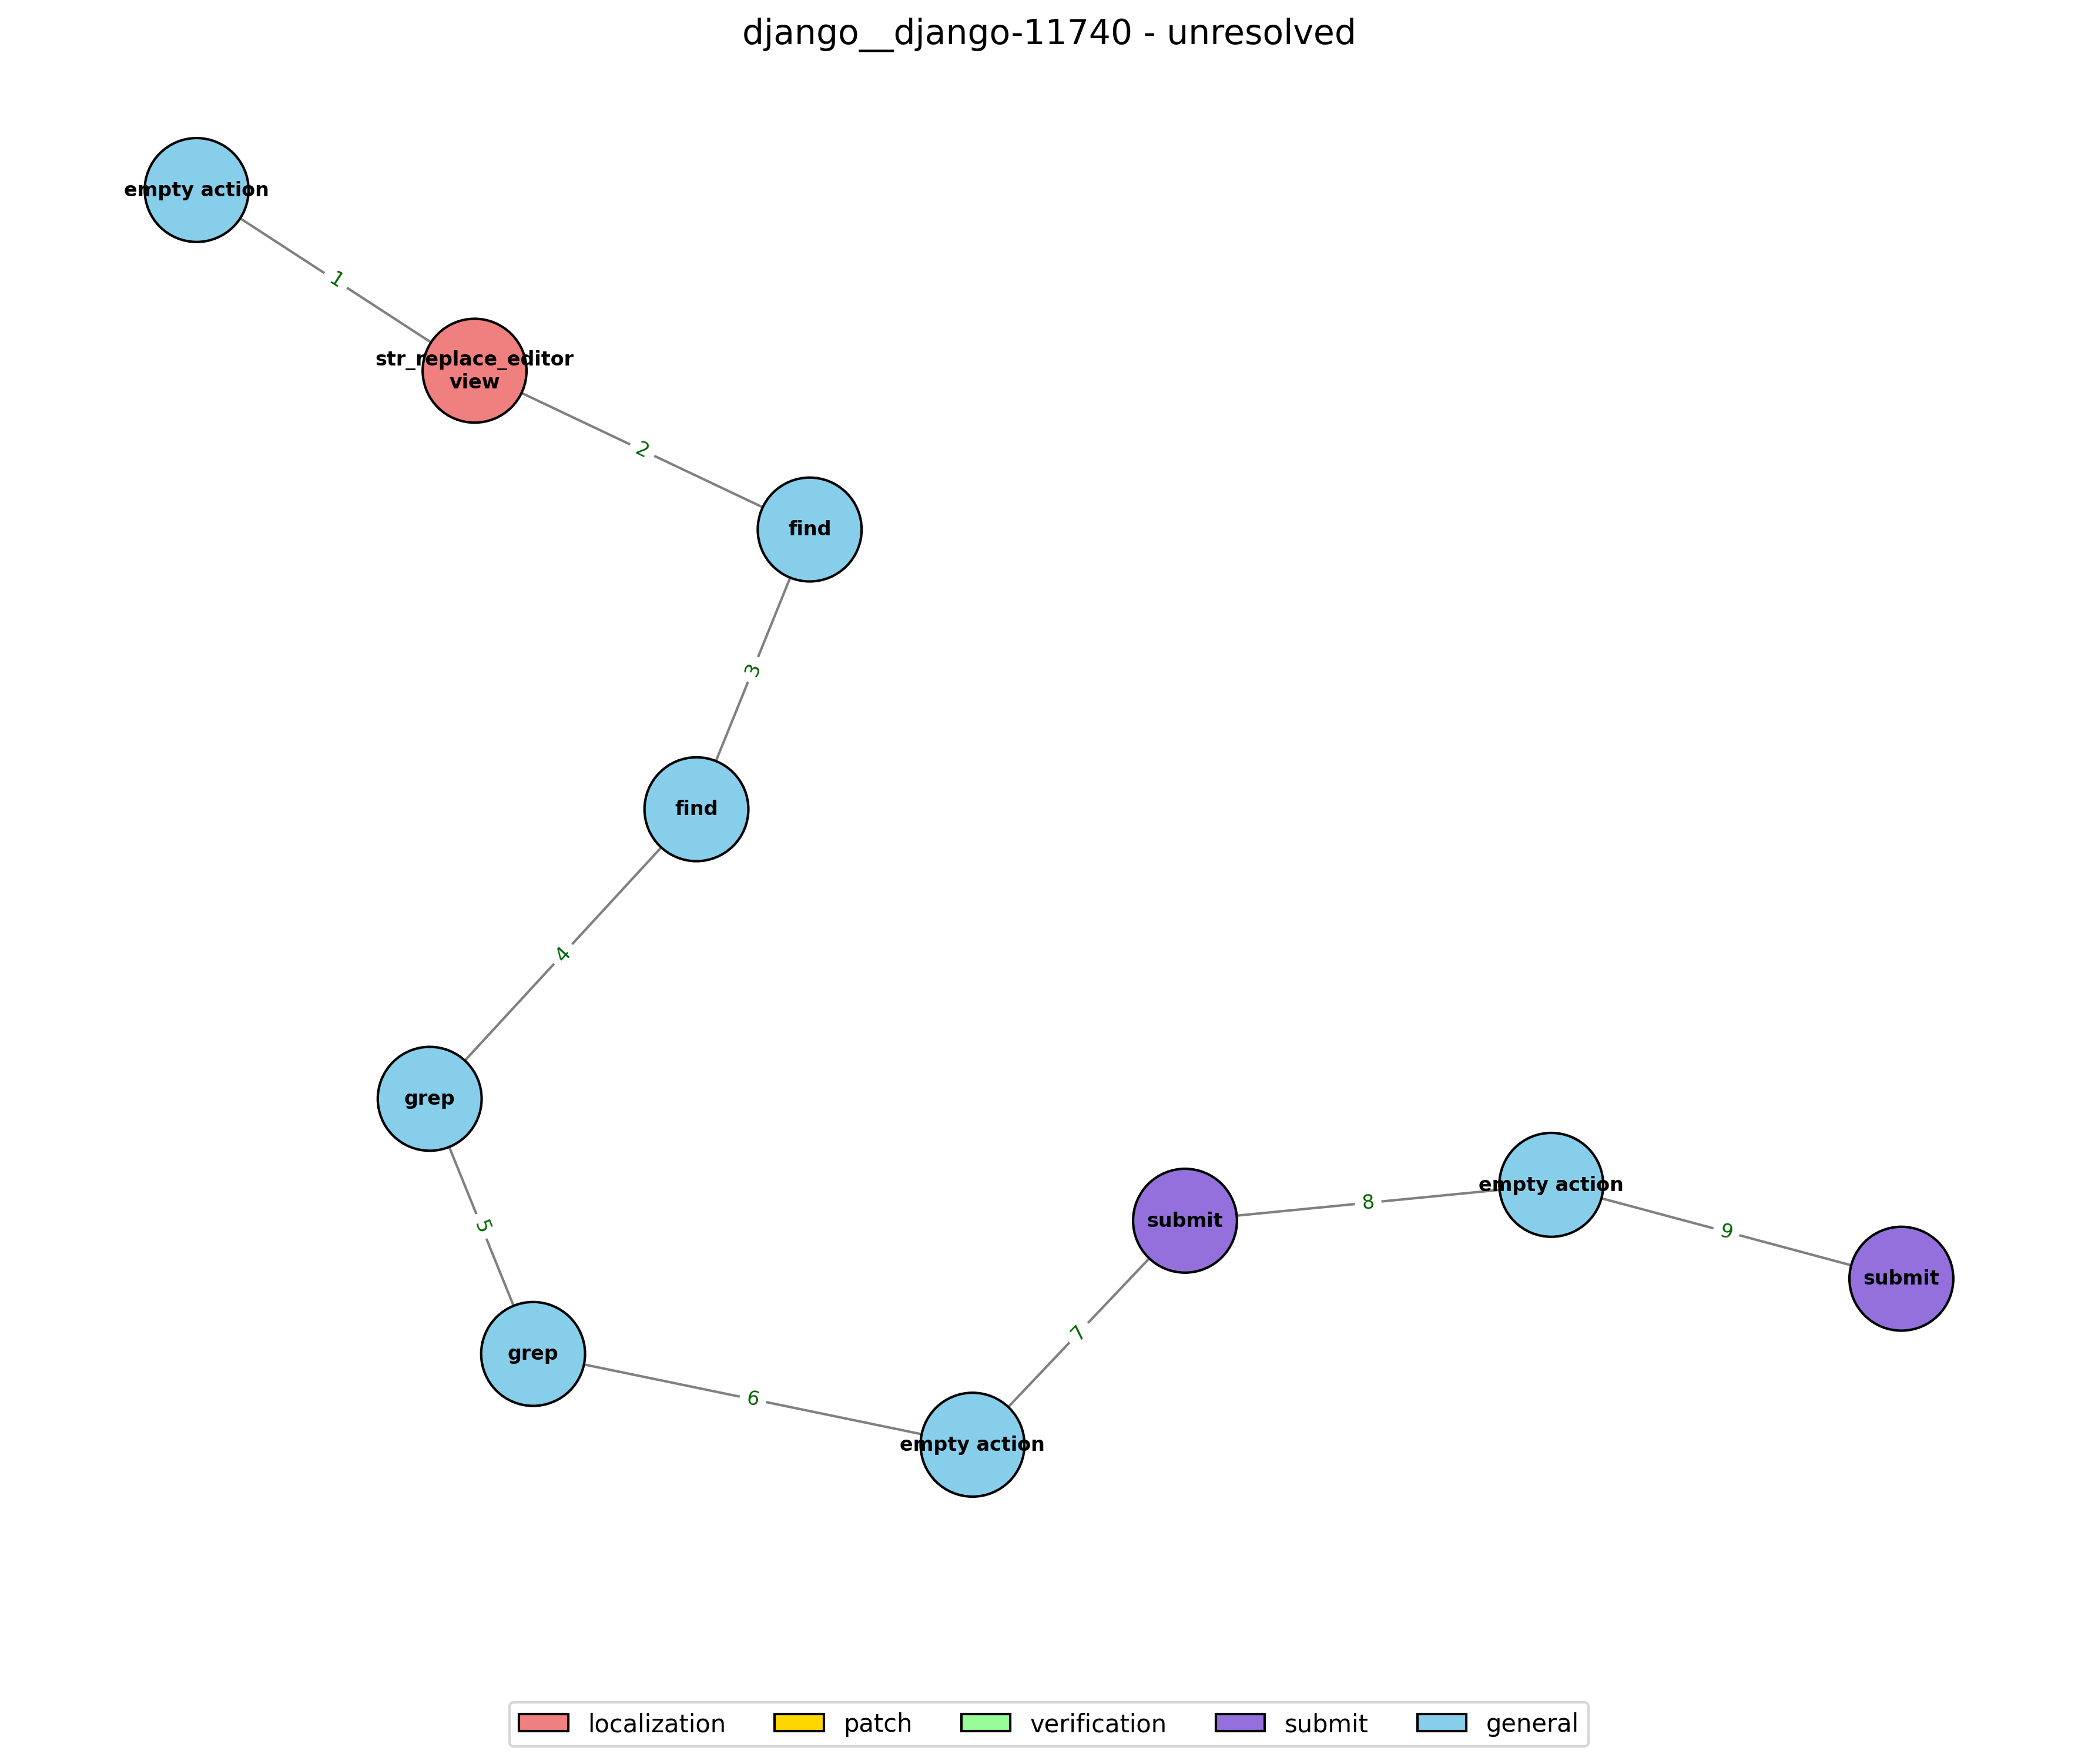 django__django-11740 - unresolved
empty action
1
str_replace_editor
view
2
find
3
find
4
grep
5
grep
6
empty action
7
submit
8
empty action
9
submit
localization
patch
verification
submit
general